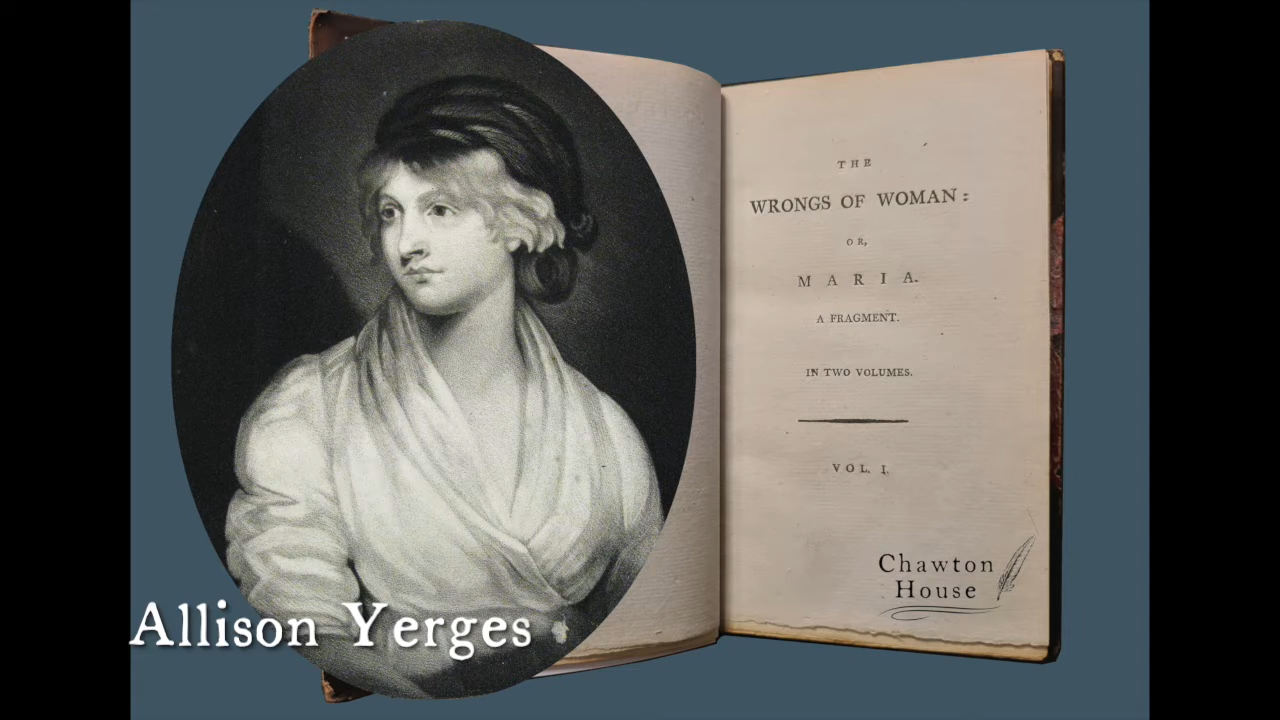 THE
WRONGS OF WOMAN:
OR,
MARIA.
A FRAGMENT.
IN TWO VOLUMES.
VOL. I.
Chawton
House
Allison Yerges